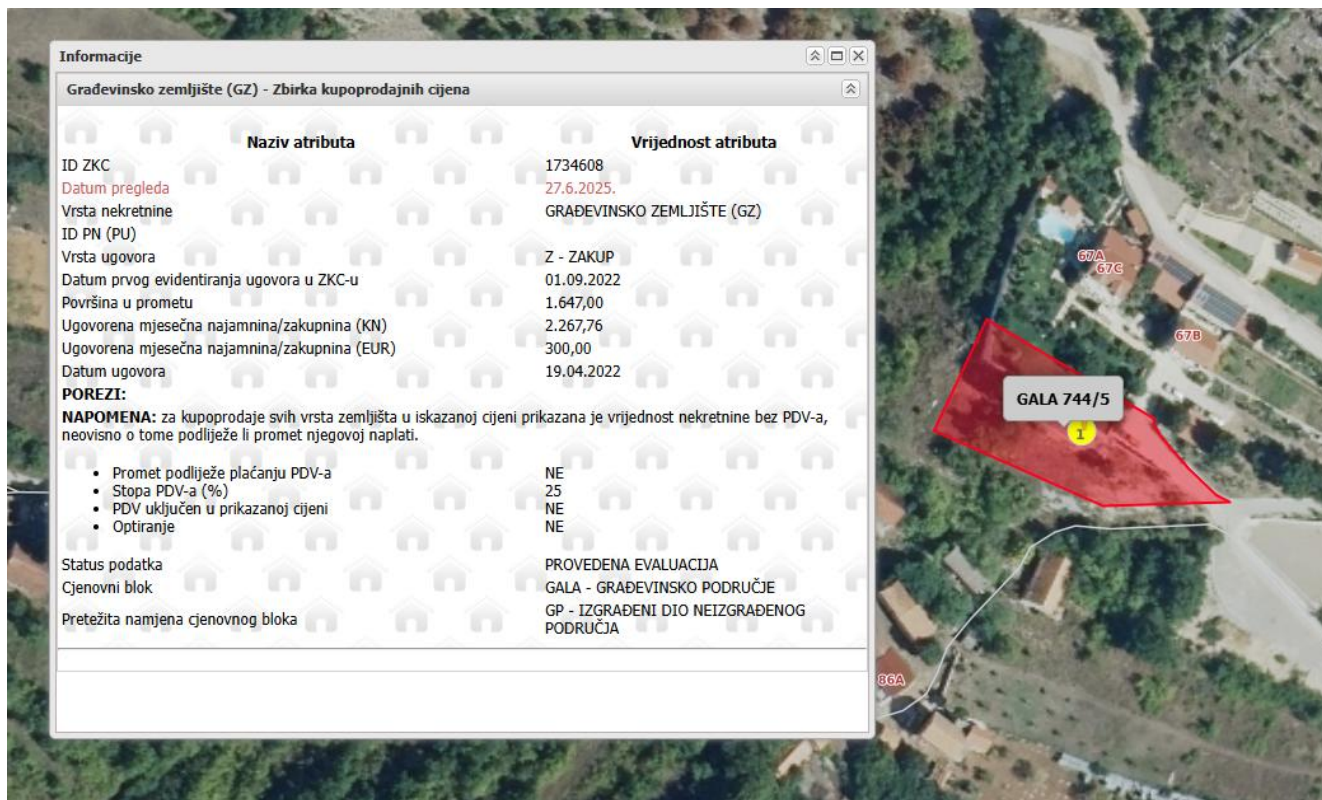 Informacije
Građevinsko zemljište (GZ) - Zbirka kupoprodajnih cijena
Naziv atributa Vrijednost atributa
ID ZKC 1734608
Datum pregleda 27.6.2025.
Vrsta nekretnine GRAĐEVINSKO ZEMLJIŠTE (GZ)
ID PN (PU)
Vrsta ugovora Z - ZAKUP
Datum prvog evidentiranja ugovora u ZKC-u 01.09.2022
Površina u prometu 1.647,00
Ugovorena mjesečna najamnina/zakupnina (KN) 2.267,76
Ugovorena mjesečna najamnina/zakupnina (EUR) 300,00
Datum ugovora 19.04.2022
POREZI:
NAPOMENA: za kupoprodaje svih vrsta zemljišta u iskazanoj cijeni prikazana je vrijednost nekretnine bez PDV-a,
neovisno o tome podliježe li promet njegovoj naplati.
• Promet podliježe plaćanju PDV-a NE
• Stopa PDV-a (%) 25
• PDV uključen u prikazanoj cijeni NE
• Optiranje NE
Status podatka PROVEDENA EVALUACIJA
Cjenovni blok GALA - GRAĐEVINSKO PODRUČJE
Pretežita namjena cjenovnog bloka GP - IZGRAĐENI DIO NEIZGRAĐENOG
PODRUČJA
67A
67C
67B
GALA 744/5
1
86A